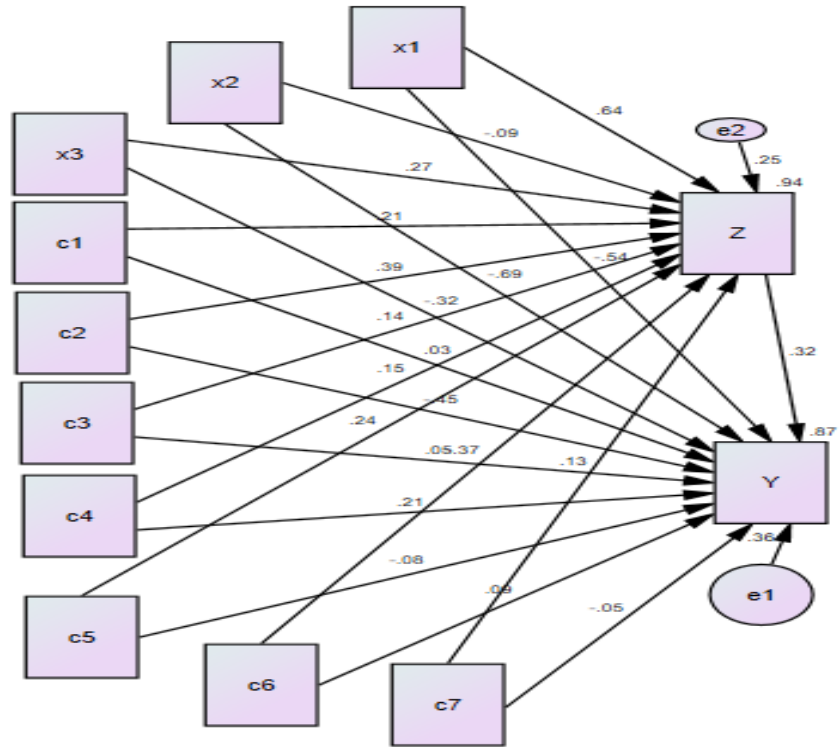 x1
x2
.64
-.09
e2
x3
.25
.27
.94
c1
.21
Z
-.54
.39
-.69
-.32
c2
.14
.03
.32
.15
-.45
c3
.24
.87
.05
.37
.13
Y
c4
.21
.36
-.08
.09
e1
-.05
c5
c6
c7